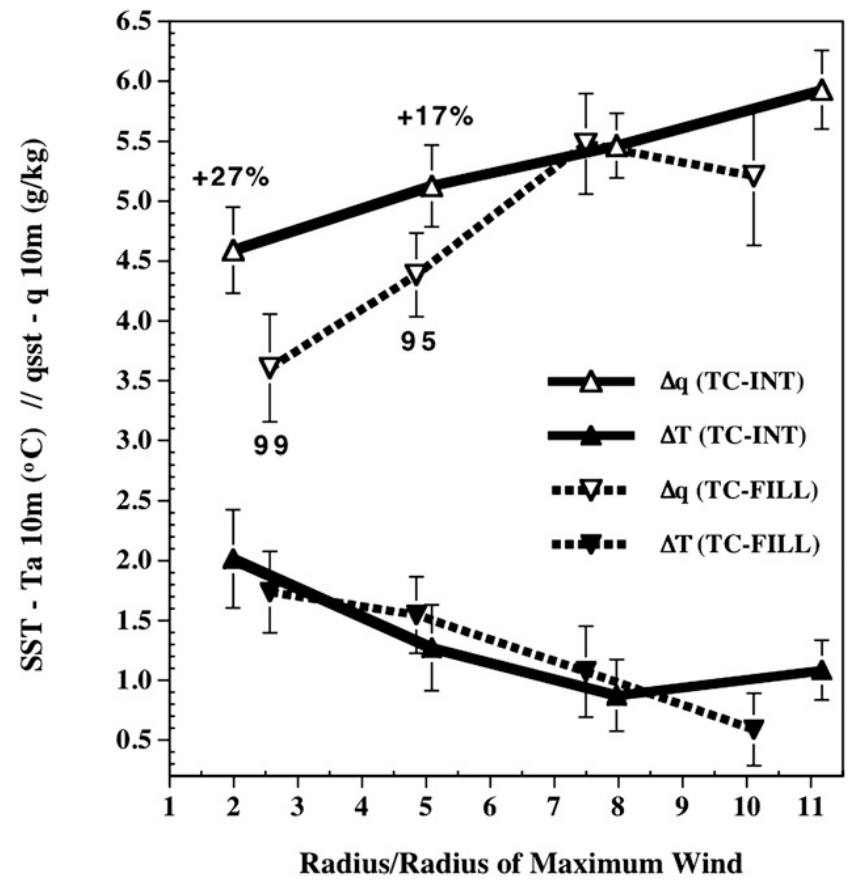 6.5
6.0
5.5
5.0
4.5
4.0
3.5
3.0
2.5
2.0
1.5
1.0
0.5
SST - Ta 10m (ºC) // qsst - q 10m (g/kg)
+27%
+17%
99
95
Δq (TC-INT)
ΔT (TC-INT)
Δq (TC-FILL)
ΔT (TC-FILL)
1 2 3 4 5 6 7 8 9 10 11
Radius/Radius of Maximum Wind